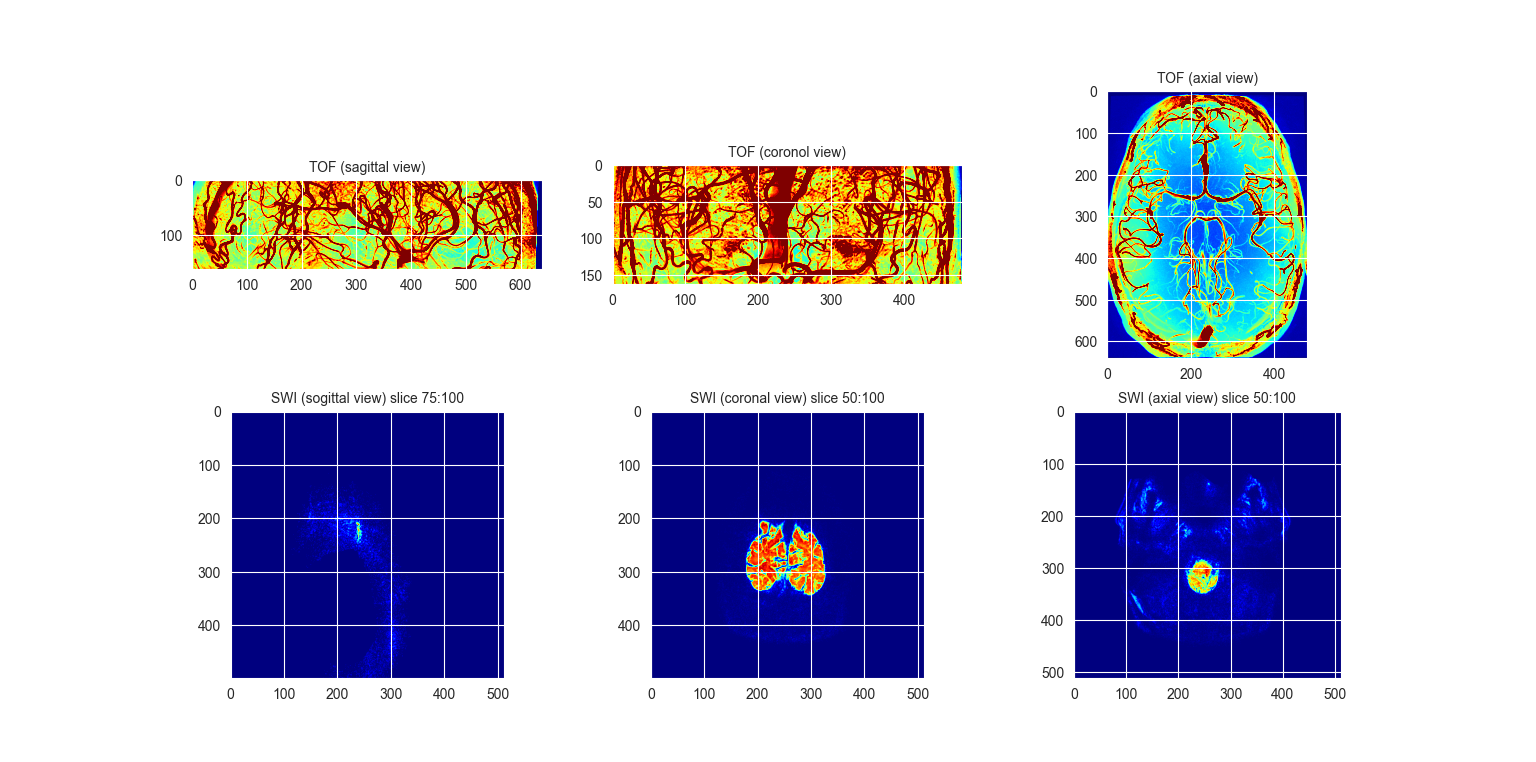 TOF (sagittal view)
0
100
0 100 200 300 400 500 600
TOF (coronol view)
0
50
100
150
0 100 200 300 400
TOF (axial view)
0
100
200
300
400
500
600
0 200 400
SWI (sogittal view) slice 75:100
0
100
200
300
400
0 100 200 300 400 500
SWI (coronal view) slice 50:100
0
100
200
300
400
0 100 200 300 400 500
SWI (axial view) slice 50:100
0
100
200
300
400
500
0 100 200 300 400 500